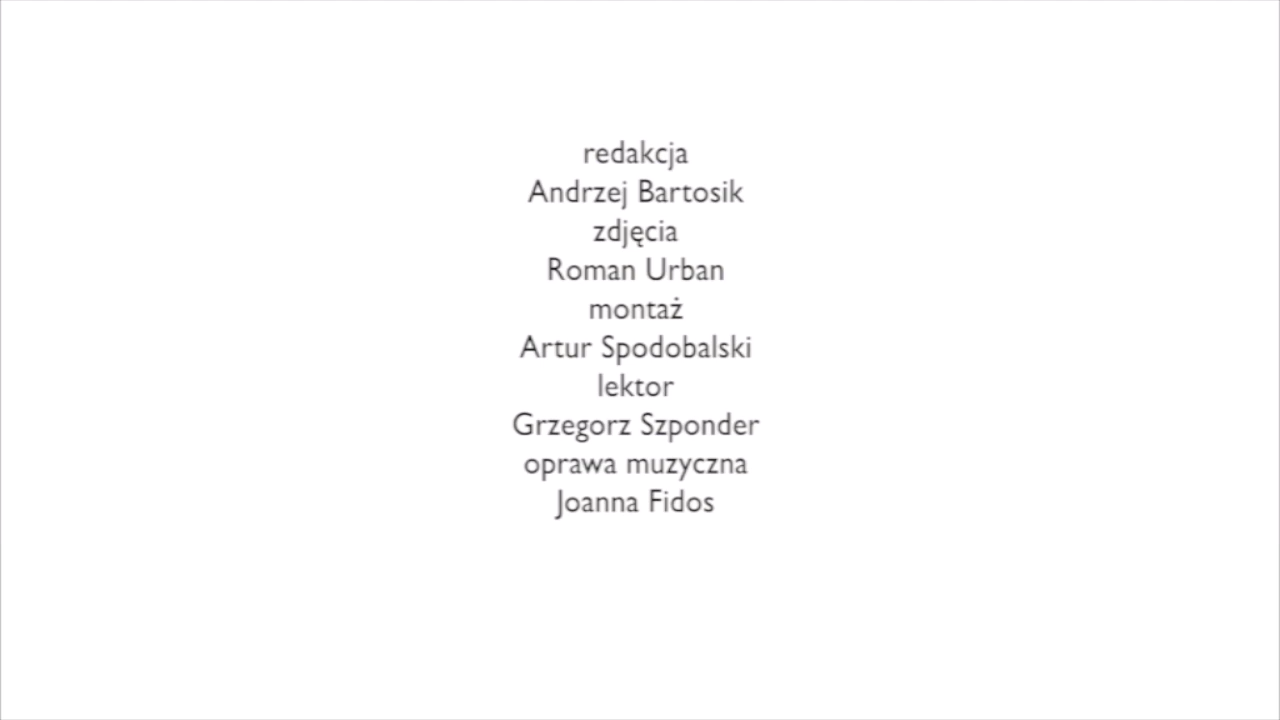 redakcja
Andrzej Bartosik
zdjęcia
Roman Urban
montaż
Artur Spodobalski
lektor
Grzegorz Szponder
oprawa muzyczna
Joanna Fidos